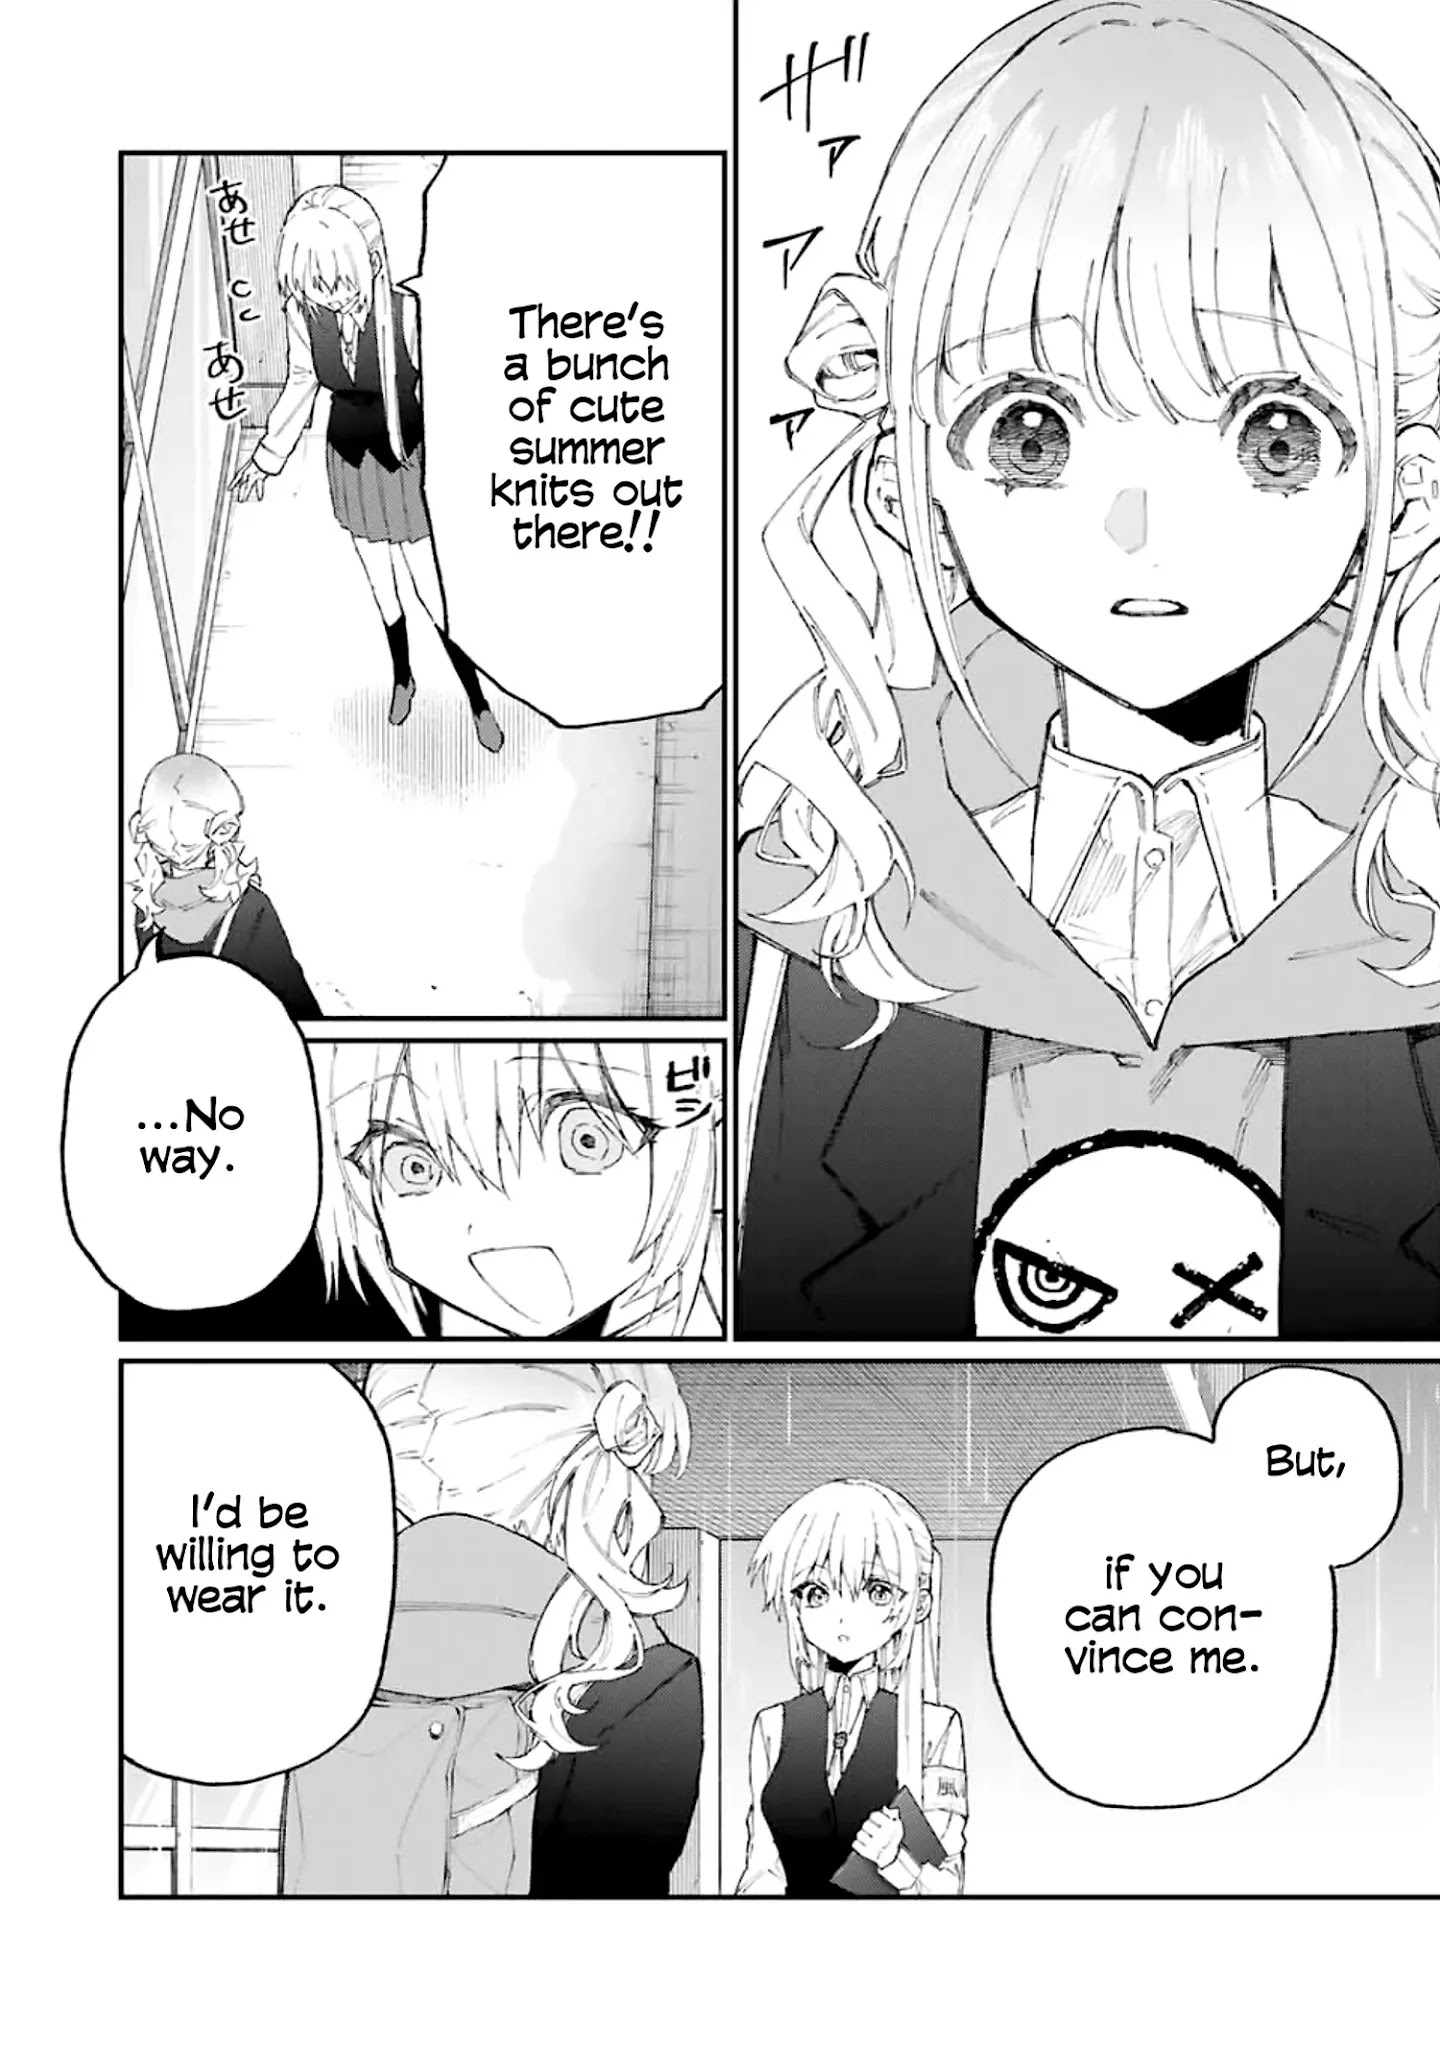 ザァ
ァ
ァ
There's
a bunch
of cute
summer
knits out
there!!
あせ
あせ
...No
way.
ビシ
But,
if you
can con-
vince me.
I'd be
willing to
wear it.
風